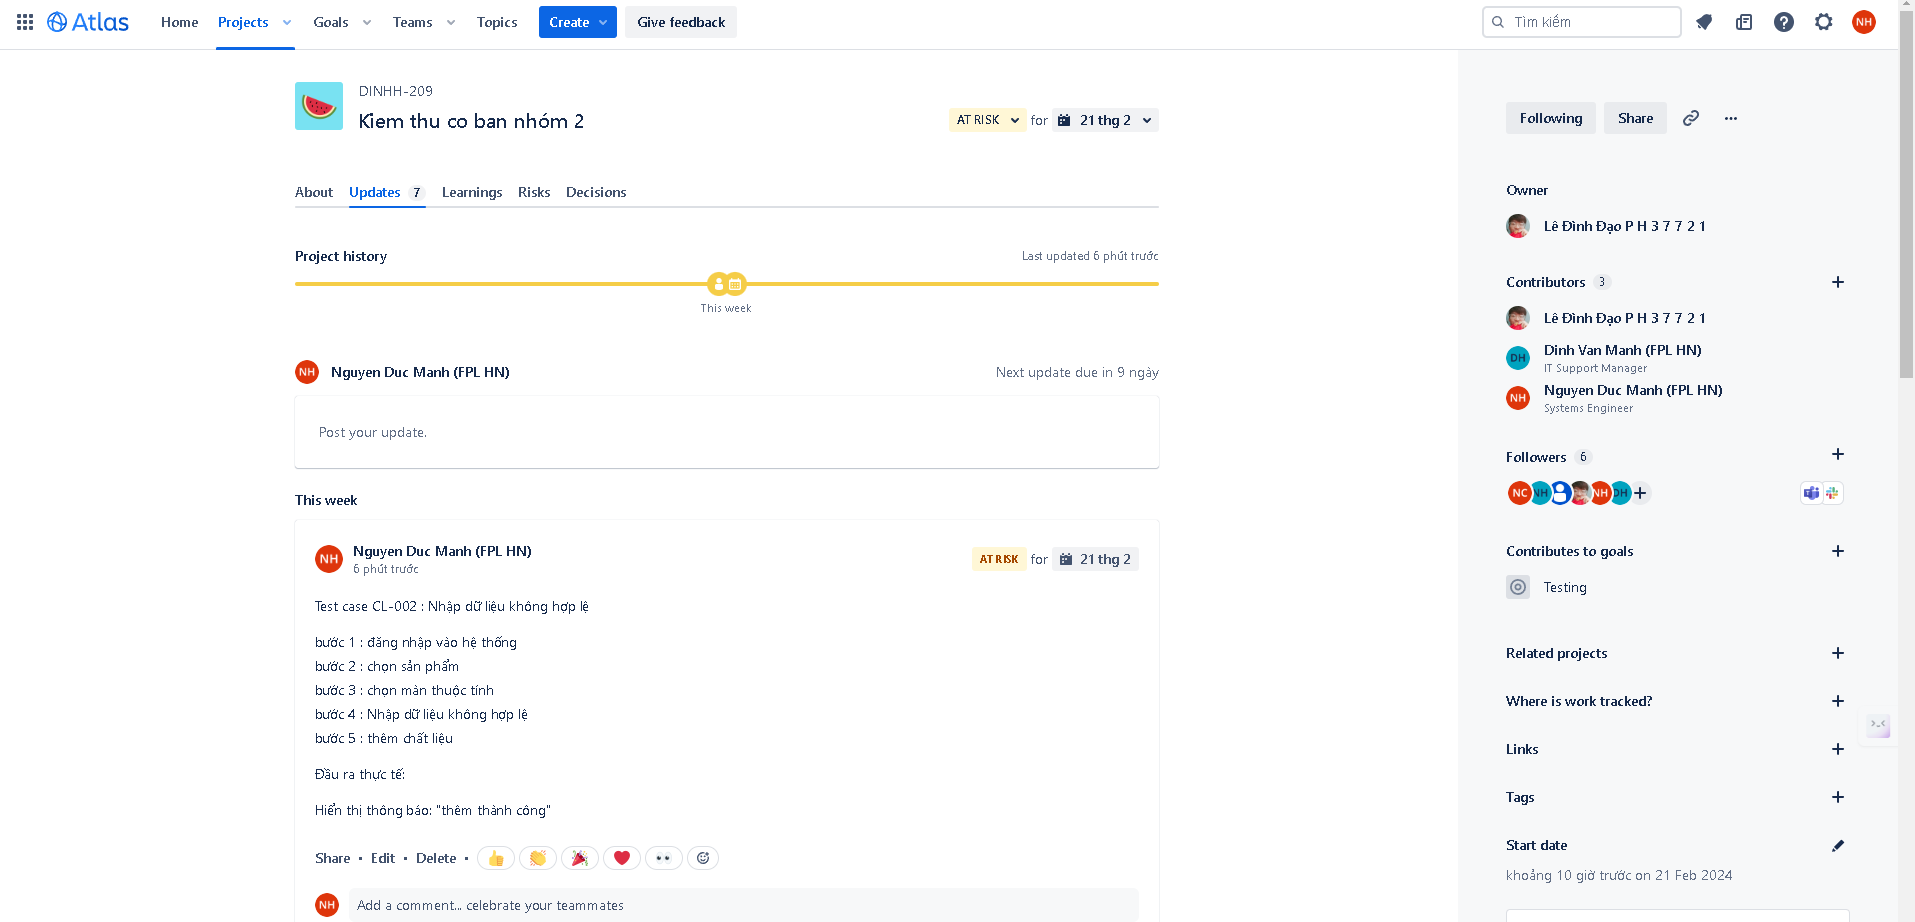 Atlas
Home Projects Goals Teams Topics Create Give feedback
Tìm kiếm
NH
DINHH-209
Kiem thu co ban nhóm 2
AT RISK for 21 thg 2
About Updates 7 Learnings Risks Decisions
Project history
Last updated 6 phút trước
This week
NH Nguyen Duc Manh (FPL HN)
Next update due in 9 ngày
Post your update.
This week
NH Nguyen Duc Manh (FPL HN)
6 phút trước
AT RISK for 21 thg 2
Test case CL-002 : Nhập dữ liệu không hợp lệ
bước 1 : đăng nhập vào hệ thống
bước 2 : chọn sản phẩm
bước 3 : chọn màn thuộc tính
bước 4 : Nhập dữ liệu không hợp lệ
bước 5 : thêm chất liệu
Đầu ra thực tế:
Hiển thị thông báo: "thêm thành công"
Share • Edit • Delete •
NH Add a comment... celebrate your teammates
Following Share
Owner
Lê Đình Đạo P H 3 7 7 2 1
Contributors 3
Lê Đình Đạo P H 3 7 7 2 1
DH Dinh Van Manh (FPL HN)
IT Support Manager
NH Nguyen Duc Manh (FPL HN)
Systems Engineer
Followers 6
NC NH NH DH
Contributes to goals
Testing
Related projects
Where is work tracked?
Links
Tags
Start date
khoảng 10 giờ trước on 21 Feb 2024